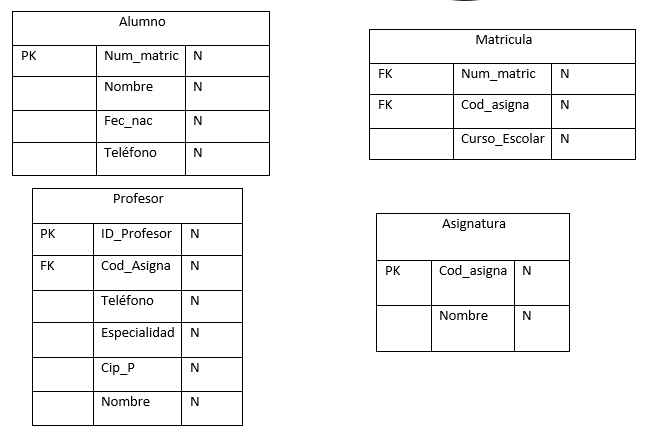 Alumno
PK Num_matric N
Nombre N
Fec_nac N
Teléfono N
Matricula
FK Num_matric N
FK Cod_asigna N
Curso_Escolar N
Profesor
PK ID_Profesor N
FK Cod_Asigna N
Teléfono N
Especialidad N
Cip_P N
Nombre N
Asignatura
PK Cod_asigna N
Nombre N